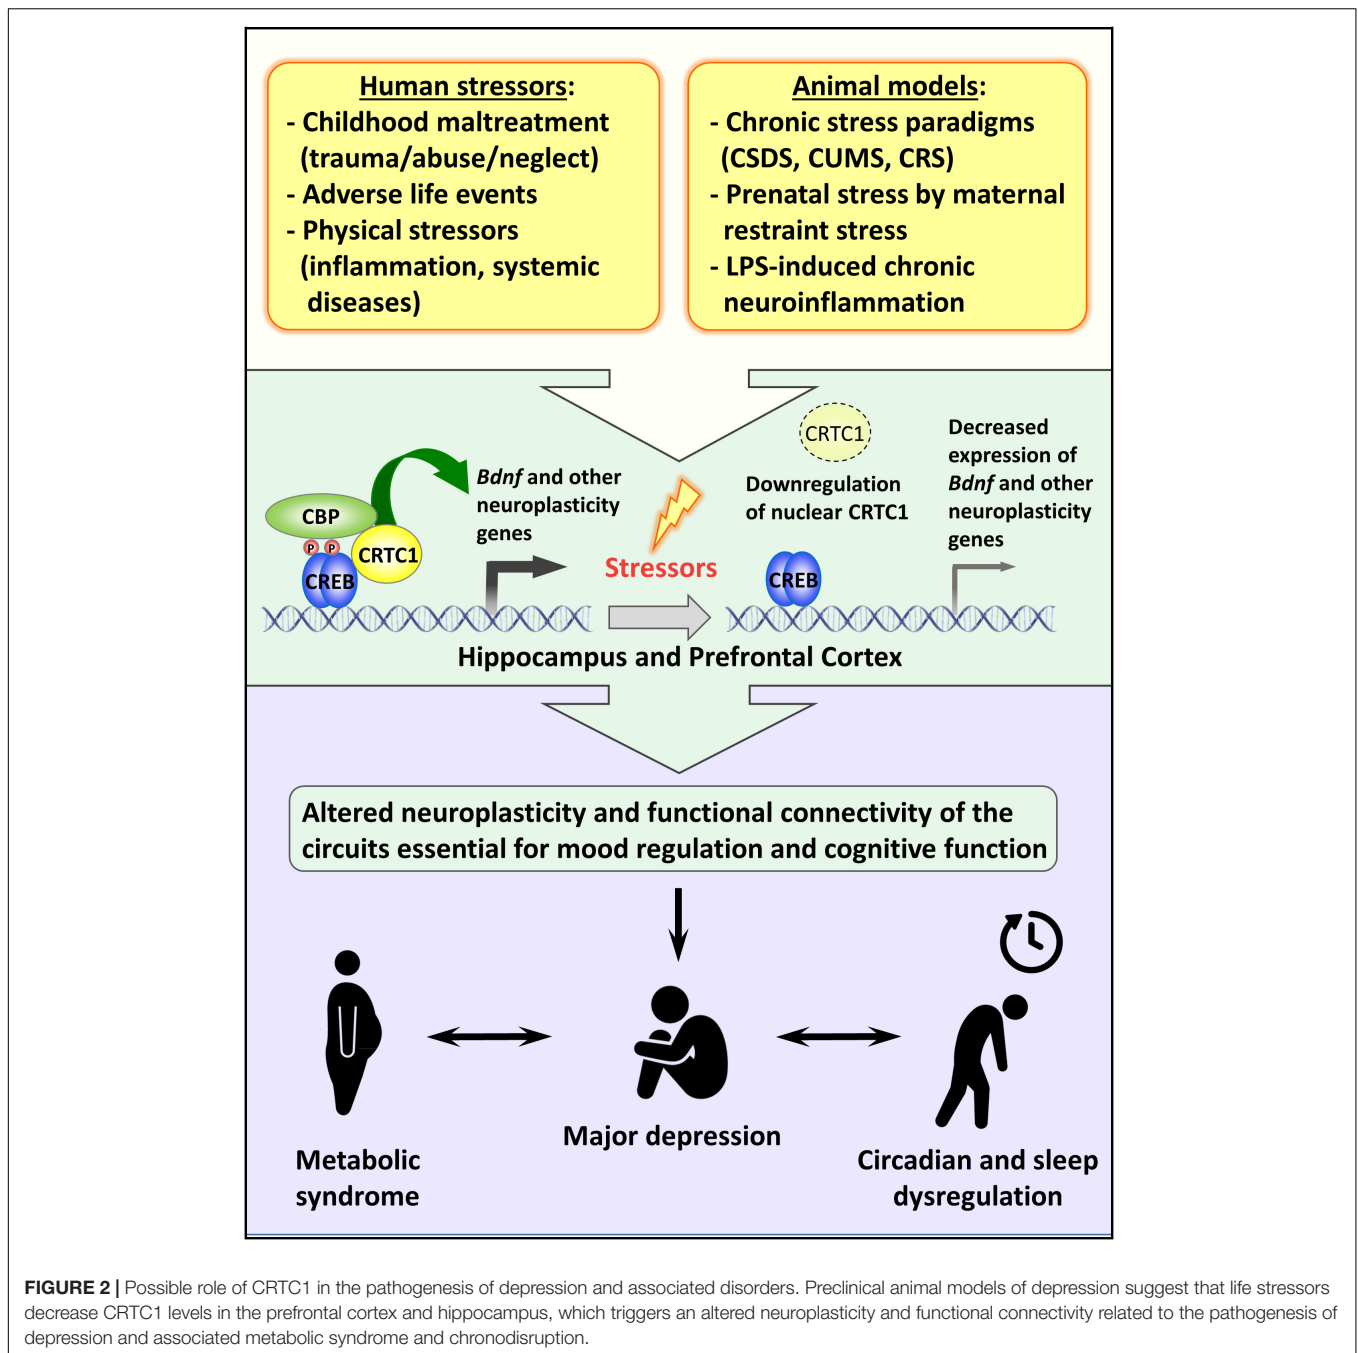 Human stressors:
- Childhood maltreatment
(trauma/abuse/neglect)
- Adverse life events
- Physical stressors
(inflammation, systemic
diseases)
Animal models:
- Chronic stress paradigms
(CSDS, CUMS, CRS)
- Prenatal stress by maternal
restraint stress
- LPS-induced chronic
neuroinflammation
CBP
P P
CREB
CRTC1
Bdnf and other
neuroplasticity
genes
Stressors
CRTC1
Downregulation
of nuclear CRTC1
CREB
Decreased
expression of
Bdnf and other
neuroplasticity
genes
Hippocampus and Prefrontal Cortex
Altered neuroplasticity and functional connectivity of the
circuits essential for mood regulation and cognitive function
Metabolic
syndrome
Major depression
Circadian and sleep
dysregulation
FIGURE 2 | Possible role of CRTC1 in the pathogenesis of depression and associated disorders. Preclinical animal models of depression suggest that life stressors
decrease CRTC1 levels in the prefrontal cortex and hippocampus, which triggers an altered neuroplasticity and functional connectivity related to the pathogenesis of
depression and associated metabolic syndrome and chronodisruption.